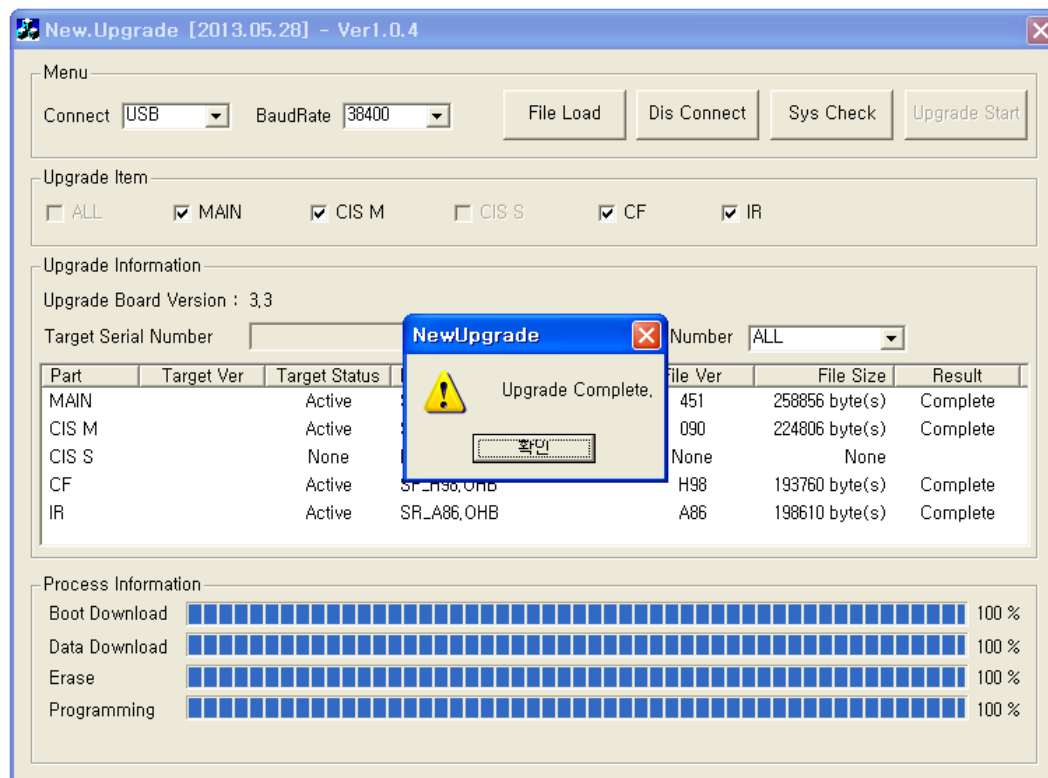 New.Upgrade [2013.05.28] - Ver1.0.4
Menu
Connect USB BaudRate 38400 File Load Dis Connect Sys Check Upgrade Start
Upgrade Item
ALL MAIN CIS M CIS S CF IR
Upgrade Information
Upgrade Board Version : 3.3
Target Serial Number Number ALL
NewUpgrade
Upgrade Complete.
확인
Part Target Ver Target Status File Ver File Size Result
MAIN Active 451 258856 byte(s) Complete
CIS M Active 090 224806 byte(s) Complete
CIS S None None None
CF Active SF_H98.OHB H98 193760 byte(s) Complete
IR Active SR_A86.OHB A86 198610 byte(s) Complete
Process Information
Boot Download 100 %
Data Download 100 %
Erase 100 %
Programming 100 %